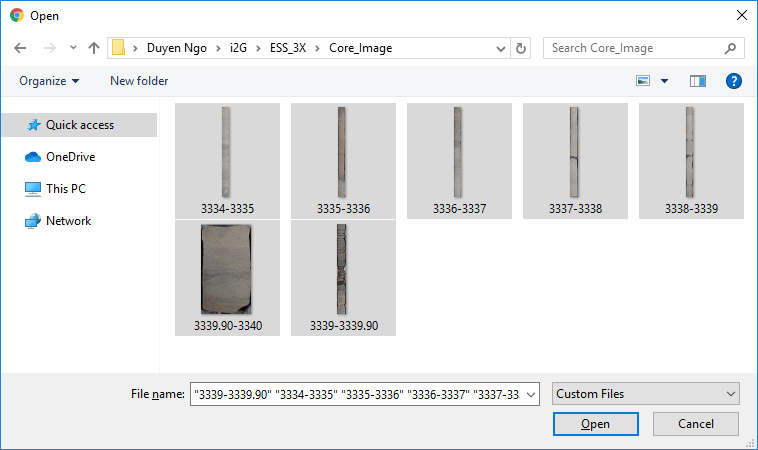 Open
Duyen Ngo > i2G > ESS_3X > Core_Image
Search Core_Image
Organize
New folder
Quick access
OneDrive
This PC
Network
3334-3335
3335-3336
3336-3337
3337-3338
3338-3339
3339.90-3340
3339-3339.90
File name:
"3339-3339.90" "3334-3335" "3335-3336" "3336-3337" "3337-33
Custom Files
Open
Cancel